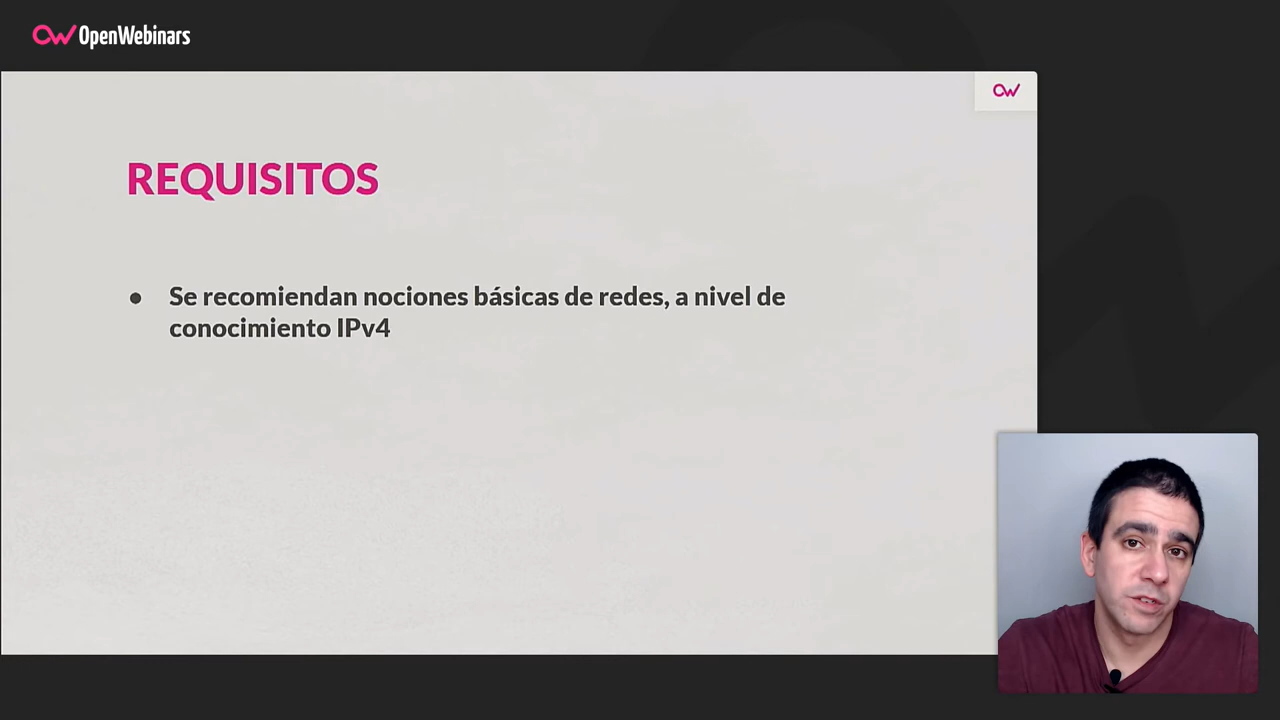 OpenWebinars
REQUISITOS
● Se recomiendan nociones básicas de redes, a nivel de
conocimiento IPv4